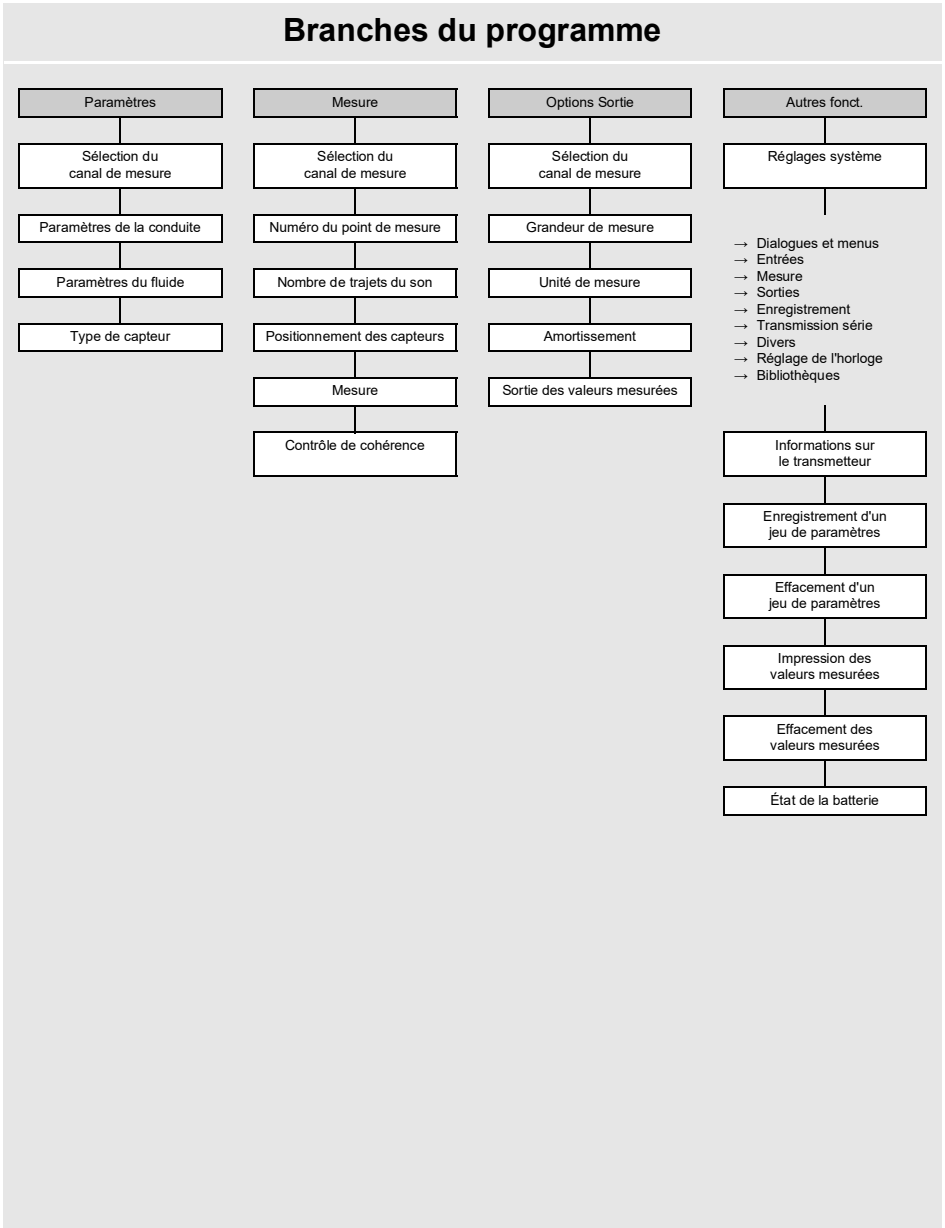 Branches du programme
Paramètres
Sélection du
canal de mesure
Paramètres de la conduite
Paramètres du fluide
Type de capteur
Mesure
Sélection du
canal de mesure
Numéro du point de mesure
Nombre de trajets du son
Positionnement des capteurs
Mesure
Contrôle de cohérence
Options Sortie
Sélection du
canal de mesure
Grandeur de mesure
Unité de mesure
Amortissement
Sortie des valeurs mesurées
Autres fonct.
Réglages système
→ Dialogues et menus
→ Entrées
→ Mesure
→ Sorties
→ Enregistrement
→ Transmission série
→ Divers
→ Réglage de l'horloge
→ Bibliothèques
Informations sur
le transmetteur
Enregistrement d'un
jeu de paramètres
Effacement d'un
jeu de paramètres
Impression des
valeurs mesurées
Effacement des
valeurs mesurées
État de la batterie